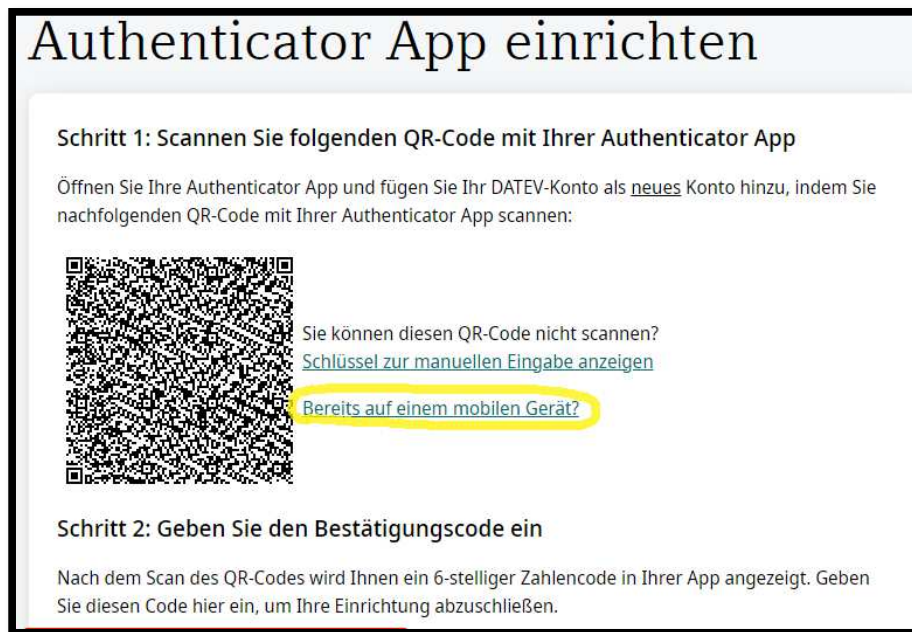 Authenticator App einrichten
Schritt 1: Scannen Sie folgenden QR-Code mit Ihrer Authenticator App
Öffnen Sie Ihre Authenticator App und fügen Sie Ihr DATEV-Konto als neues Konto hinzu, indem Sie
nachfolgenden QR-Code mit Ihrer Authenticator App scannen:
Sie können diesen QR-Code nicht scannen?
Schlüssel zur manuellen Eingabe anzeigen
Bereits auf einem mobilen Gerät?
Schritt 2: Geben Sie den Bestätigungscode ein
Nach dem Scan des QR-Codes wird Ihnen ein 6-stelliger Zahlencode in Ihrer App angezeigt. Geben
Sie diesen Code hier ein, um Ihre Einrichtung abzuschließen.